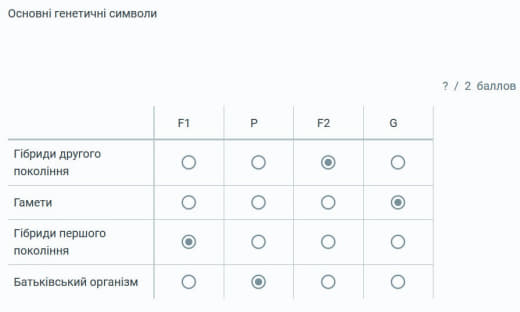 Основні генетичні символи
? / 2 баллов
F1 P F2 G
Гібриди другого
покоління
Гамети
Гібриди першого
покоління
Батьківський організм